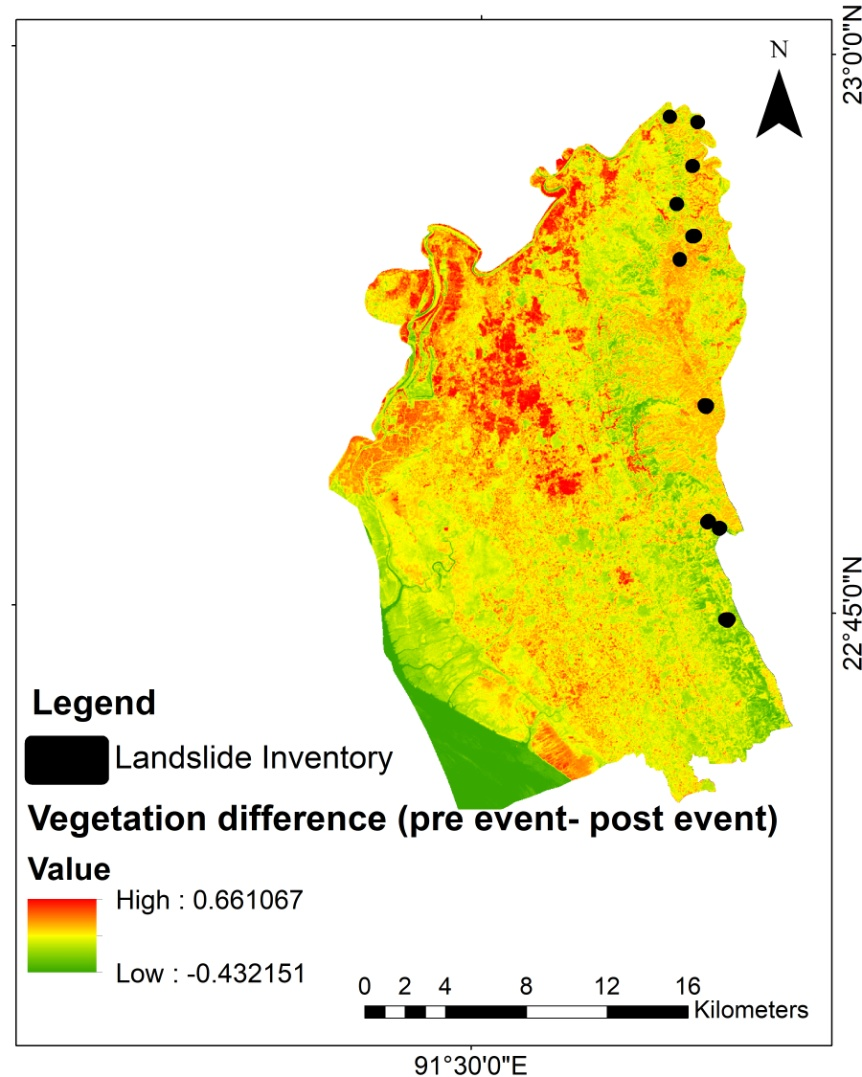 N
23°0'0"N
22°45'0"N
Legend
Landslide Inventory
Vegetation difference (pre event- post event)
Value
High : 0.661067
Low : -0.432151
0 2 4 8 12 16
Kilometers
91°30'0"E